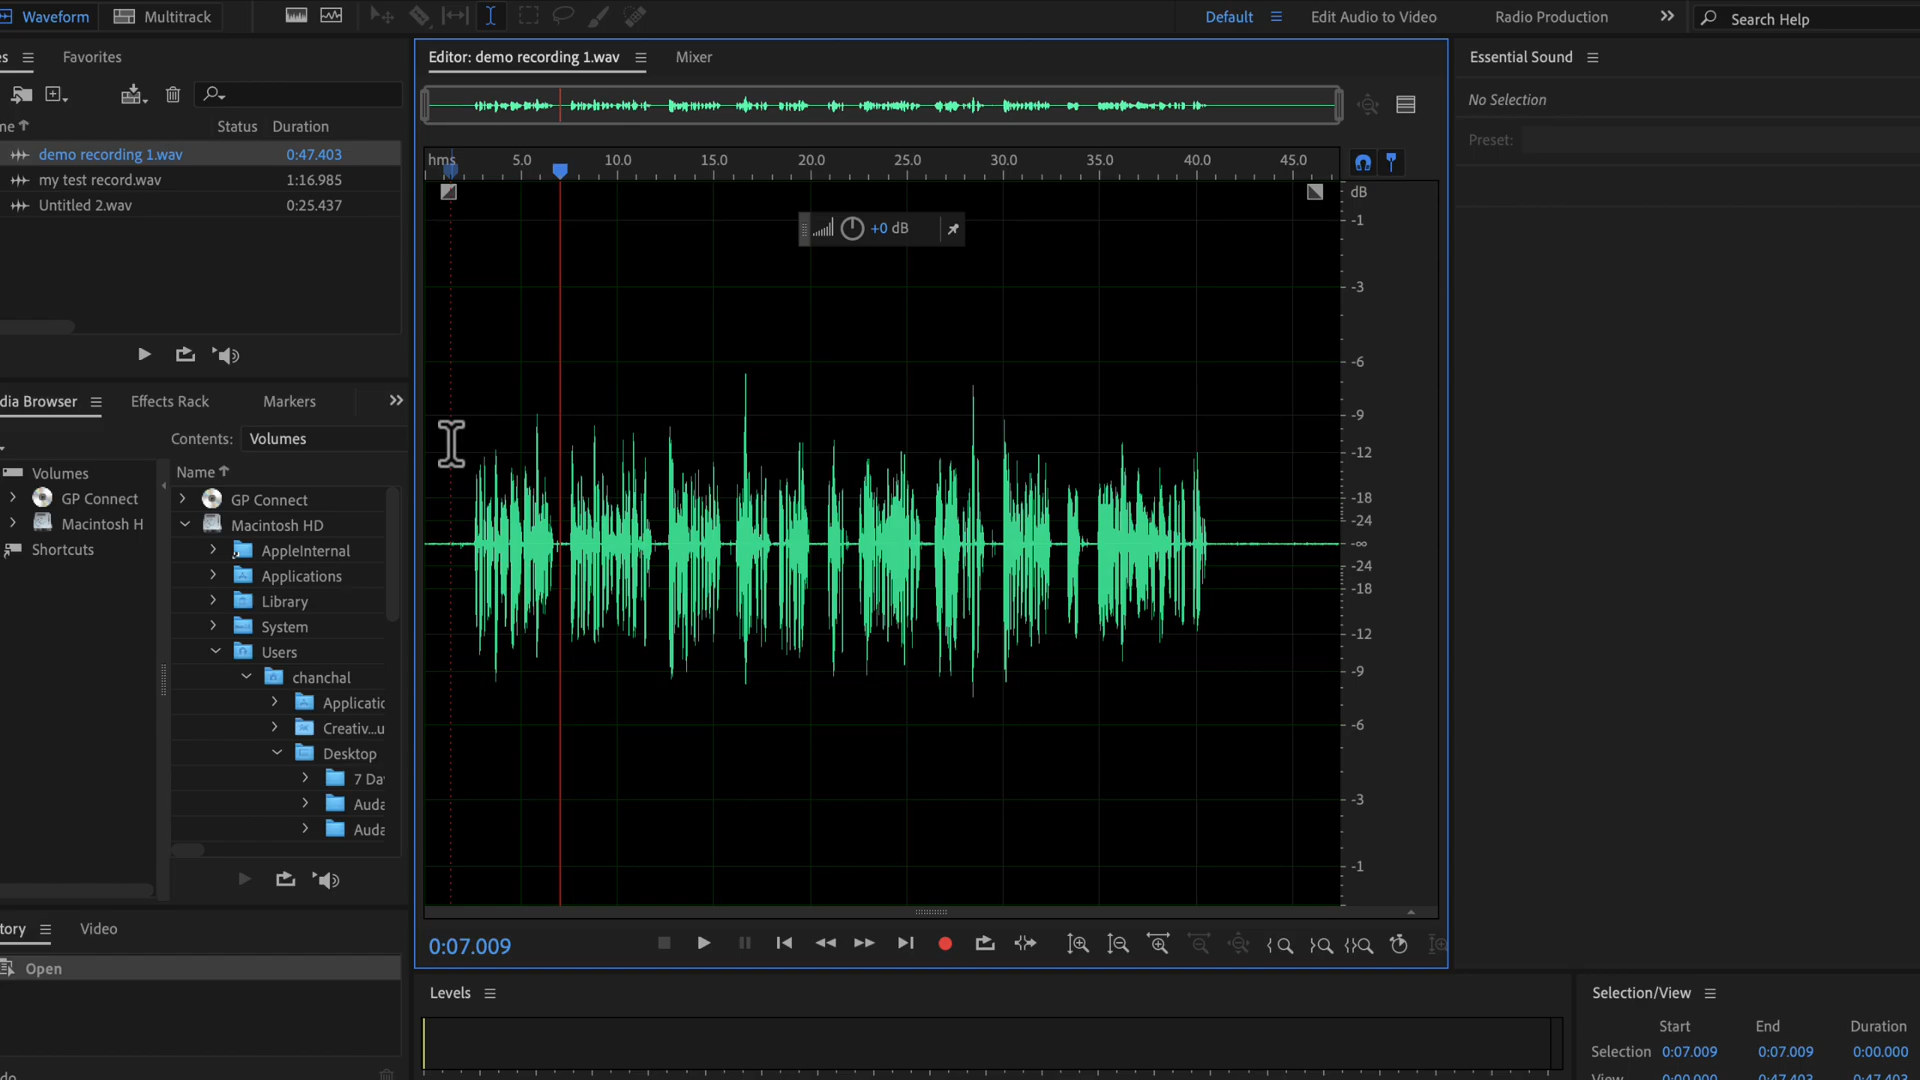 Waveform Multitrack Default Edit Audio to Video Radio Production Search Help
es Favorites Editor: demo recording 1.wav Mixer Essential Sound
No Selection
me Status Duration
Preset:
demo recording 1.wav 0:47.403
my test record.wav 1:16.985
Untitled 2.wav 0:25.437
hms 5.0 10.0 15.0 20.0 25.0 30.0 35.0 40.0 45.0
dB
-1
+0 dB
-3
-6
-9
-12
-18
-24
-∞
-24
-18
-12
-9
-6
-3
-1
dia Browser Effects Rack Markers
Contents: Volumes
Volumes
GP Connect
Macintosh H
Shortcuts
Name
GP Connect
Macintosh HD
AppleInternal
Applications
Library
System
Users
chanchal
Applicatic
Creativ...u
Desktop
7 Da
Auda
Auda
tory Video
Open
do
0:07.009
Levels
Selection/View
Start End Duration
Selection 0:07.009 0:07.009 0:00.000
View 0:00.000 0:47.403 0:47.403